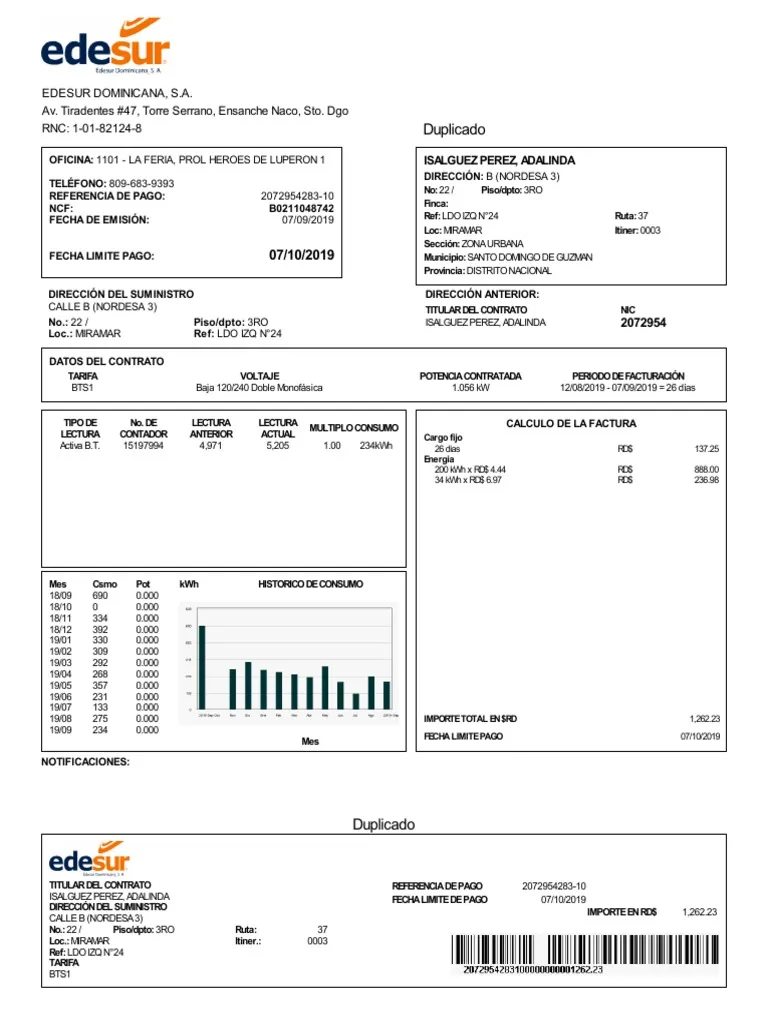 edesur
Edesur Dominicana, S. A.
EDESUR DOMINICANA, S.A.
Av. Tiradentes #47, Torre Serrano, Ensanche Naco, Sto. Dgo
RNC: 1-01-82124-8
Duplicado
OFICINA: 1101 - LA FERIA, PROL HEROES DE LUPERON 1
TELÉFONO: 809-683-9393
REFERENCIA DE PAGO: 2072954283-10
NCF: B0211048742
FECHA DE EMISIÓN: 07/09/2019
FECHA LIMITE PAGO: 07/10/2019
ISALGUEZ PEREZ, ADALINDA
DIRECCIÓN: B (NORDESA 3)
No: 22 / Piso/dpto: 3RO
Finca:
Ref: LDO IZQ N°24 Ruta: 37
Loc: MIRAMAR Itiner: 0003
Sección: ZONA URBANA
Municipio: SANTO DOMINGO DE GUZMAN
Provincia: DISTRITO NACIONAL
DIRECCIÓN DEL SUMINISTRO
CALLE B (NORDESA 3)
No.: 22 / Piso/dpto: 3RO
Loc.: MIRAMAR Ref: LDO IZQ N°24
DIRECCIÓN ANTERIOR:
TITULAR DEL CONTRATO NIC
ISALGUEZ PEREZ, ADALINDA 2072954
DATOS DEL CONTRATO
TARIFA VOLTAJE POTENCIA CONTRATADA PERIODO DE FACTURACIÓN
BTS1 Baja 120/240 Doble Monofásica 1.056 kW 12/08/2019 - 07/09/2019 = 26 días
TIPO DE LECTURA No. DE CONTADOR LECTURA ANTERIOR LECTURA ACTUAL MULTIPLO CONSUMO
Activa B.T. 15197994 4,971 5,205 1.00 234kWh
CALCULO DE LA FACTURA
Cargo fijo
26 dias RD$ 137.25
Energia
200 kWh x RD$ 4.44 RD$ 888.00
34 kWh x RD$ 6.97 RD$ 236.98
IMPORTE TOTAL EN $RD 1,262.23
FECHA LIMITE PAGO 07/10/2019
Mes Csmo Pot kWh HISTORICO DE CONSUMO
18/09 690 0.000
18/10 0 0.000
18/11 334 0.000
18/12 392 0.000
19/01 330 0.000
19/02 309 0.000
19/03 292 0.000
19/04 268 0.000
19/05 357 0.000
19/06 231 0.000
19/07 133 0.000
19/08 275 0.000
19/09 234 0.000
Mes
NOTIFICACIONES:
Duplicado
edesur
Edesur Dominicana, S. A.
TITULAR DEL CONTRATO
ISALGUEZ PEREZ, ADALINDA
DIRECCIÓN DEL SUMINISTRO
CALLE B (NORDESA 3)
No.: 22 / Piso/dpto: 3RO Ruta: 37
Loc.: MIRAMAR Itiner.: 0003
Ref: LDO IZQ N°24
TARIFA
BTS1
REFERENCIA DE PAGO 2072954283-10
FECHA LIMITE DE PAGO 07/10/2019
IMPORTE EN RD$ 1,262.23